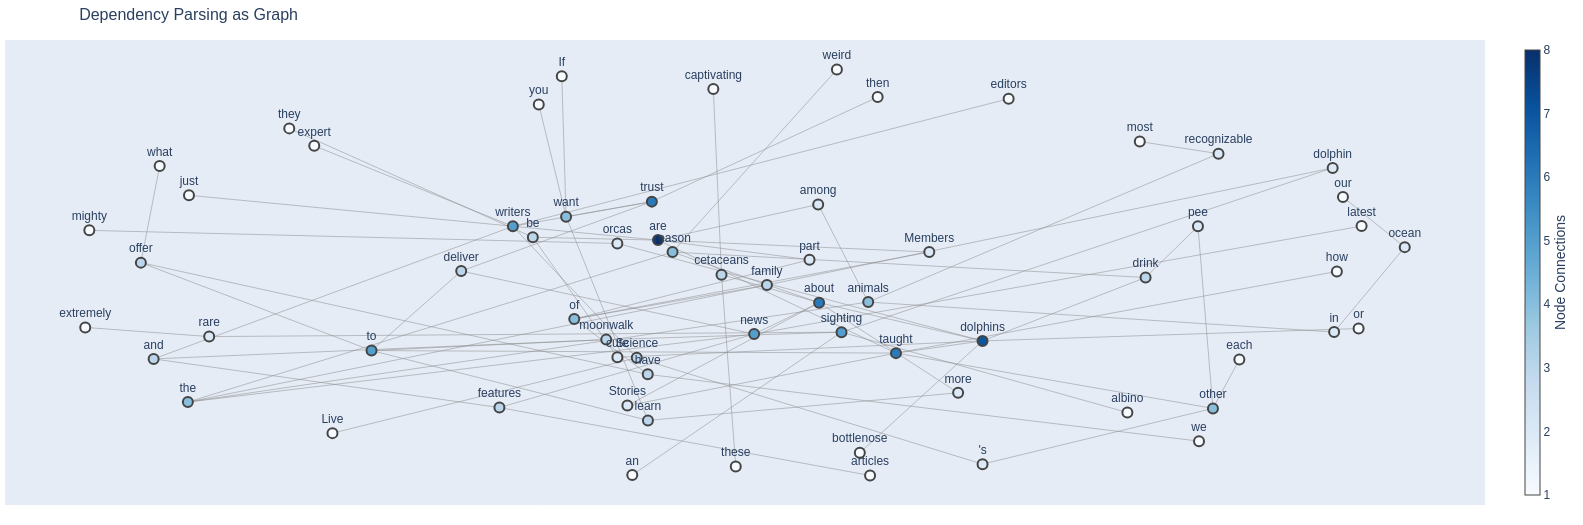 Dependency Parsing as Graph
If
weird
captivating
then
editors
you
they
expert
most
recognizable
what
dolphin
just
our
trust
among
mighty
writers
want
latest
pee
be
are
orcas
ason
Members
ocean
offer
part
deliver
cetaceans
family
drink
how
about
animals
of
extremely
rare
moonwalk
news
sighting
dolphins
in
or
and
to
cute
Science
taught
each
have
the
features
Stories
more
albino
other
learn
Live
we
bottlenose
these
's
an
articles
8
7
6
5
4
3
2
1
Node Connections